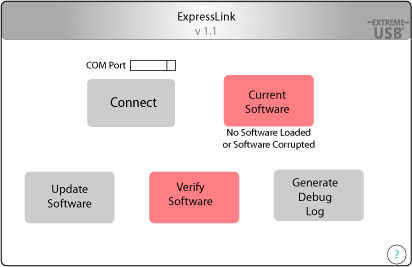 ExpressLink
v 1.1
EXTREME
USB
COM Port
Connect
Current
Software
No Software Loaded
or Software Corrupted
Update
Software
Verify
Software
Generate
Debug
Log
?